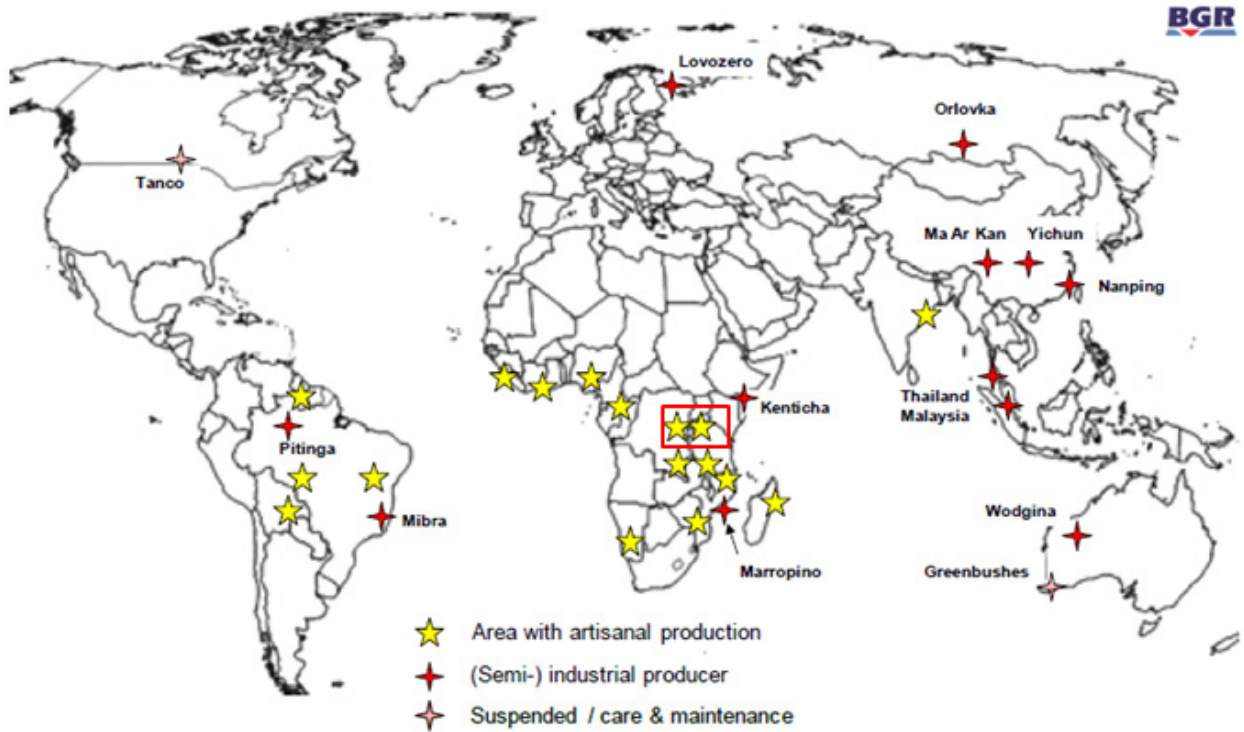 BGR
Lovozero
Orlovka
Tanco
Ma Ar Kan
Yichun
Nanping
Thailand
Malaysia
Kenticha
Pitinga
Mibra
Wodgina
Marropino
Greenbushes
Area with artisanal production
(Semi-) industrial producer
Suspended / care & maintenance